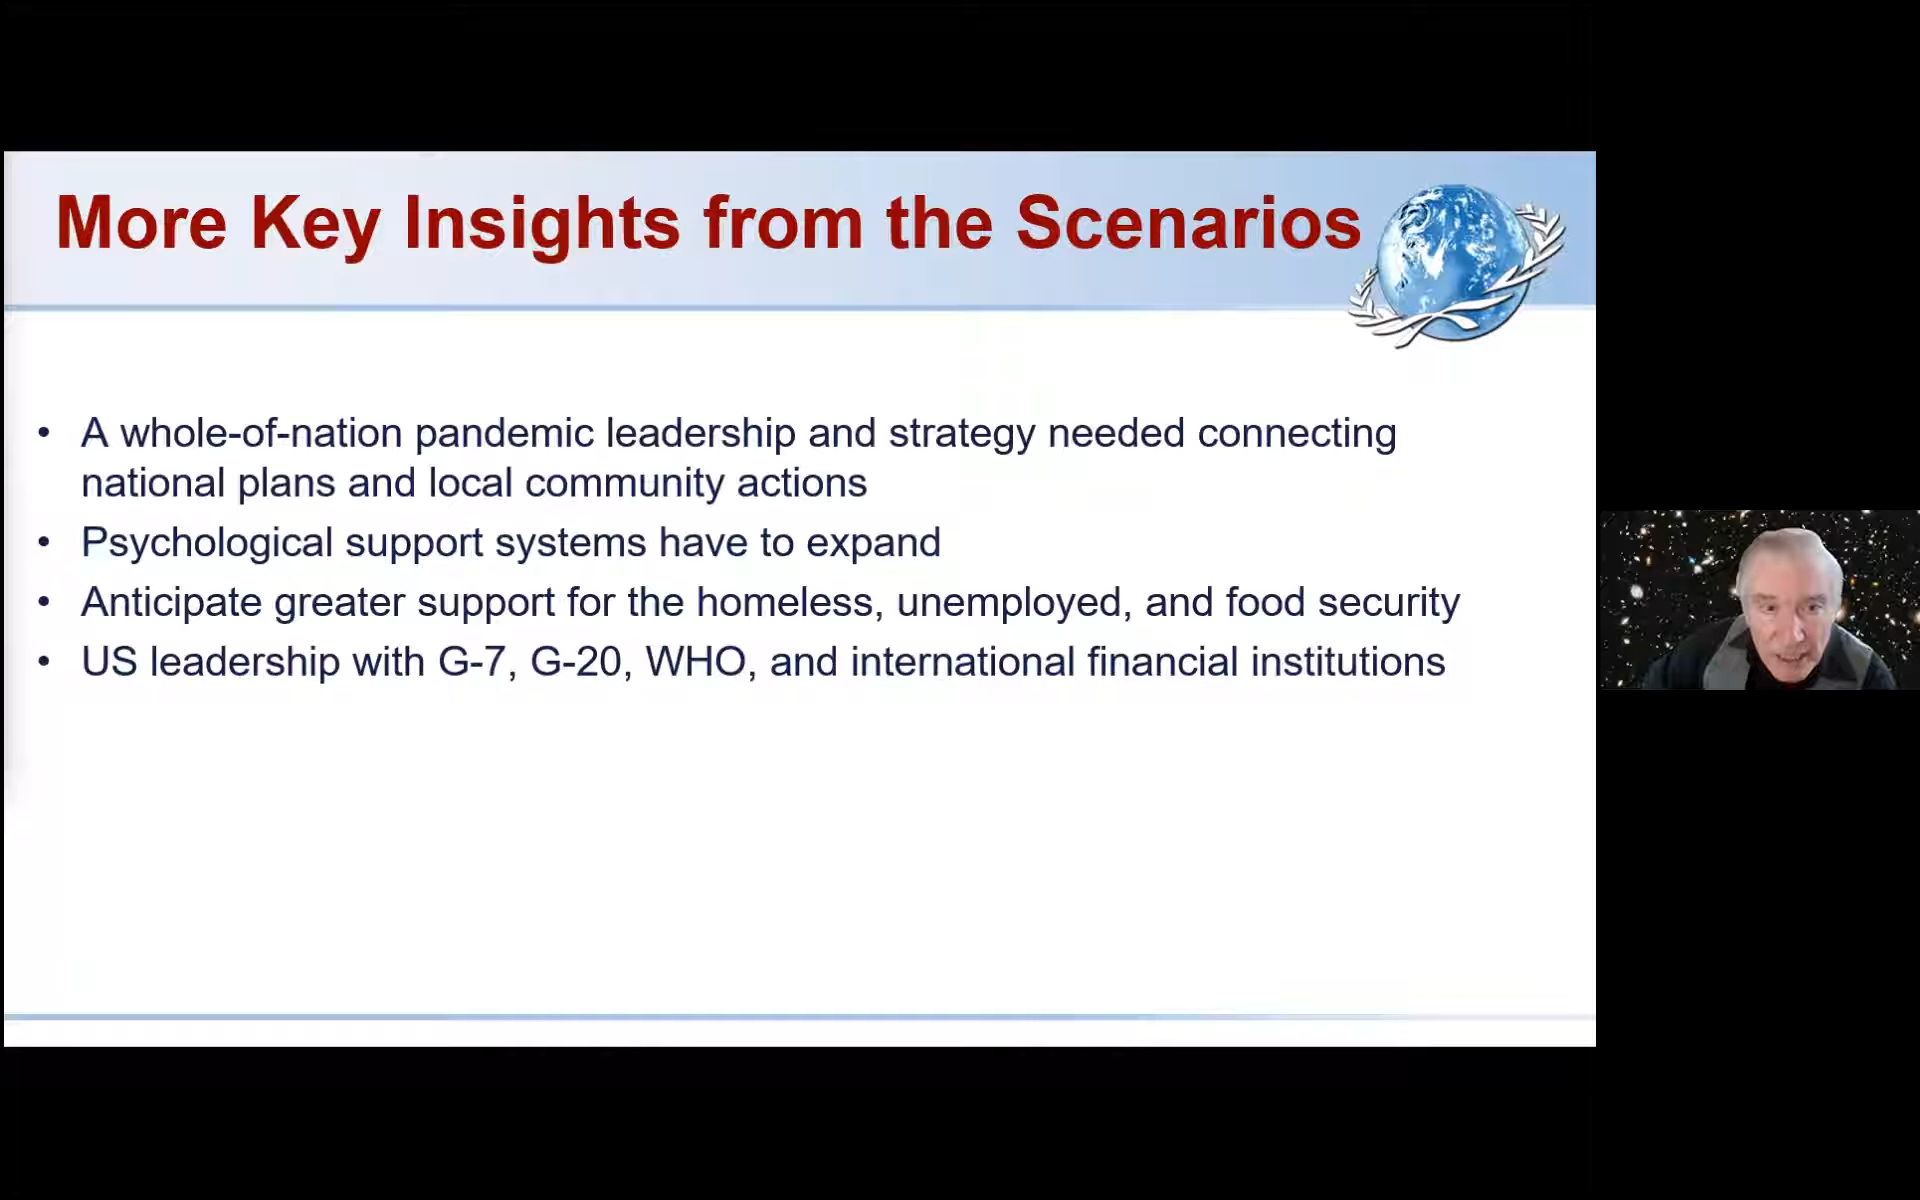 More Key Insights from the Scenarios
• A whole-of-nation pandemic leadership and strategy needed connecting
national plans and local community actions
• Psychological support systems have to expand
• Anticipate greater support for the homeless, unemployed, and food security
• US leadership with G-7, G-20, WHO, and international financial institutions